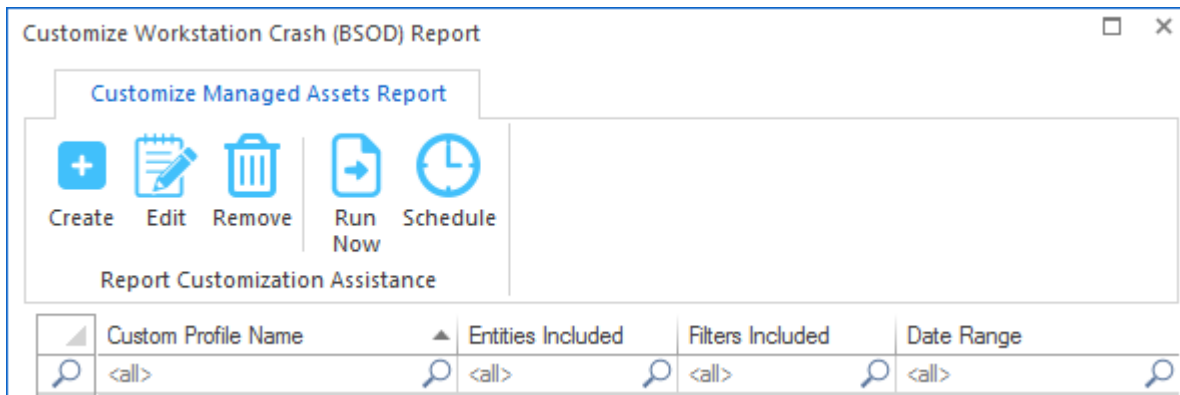 Customize Workstation Crash (BSOD) Report
Customize Managed Assets Report
Create Edit Remove Run Now Schedule
Report Customization Assistance
Custom Profile Name Entities Included Filters Included Date Range
<all> <all> <all> <all>